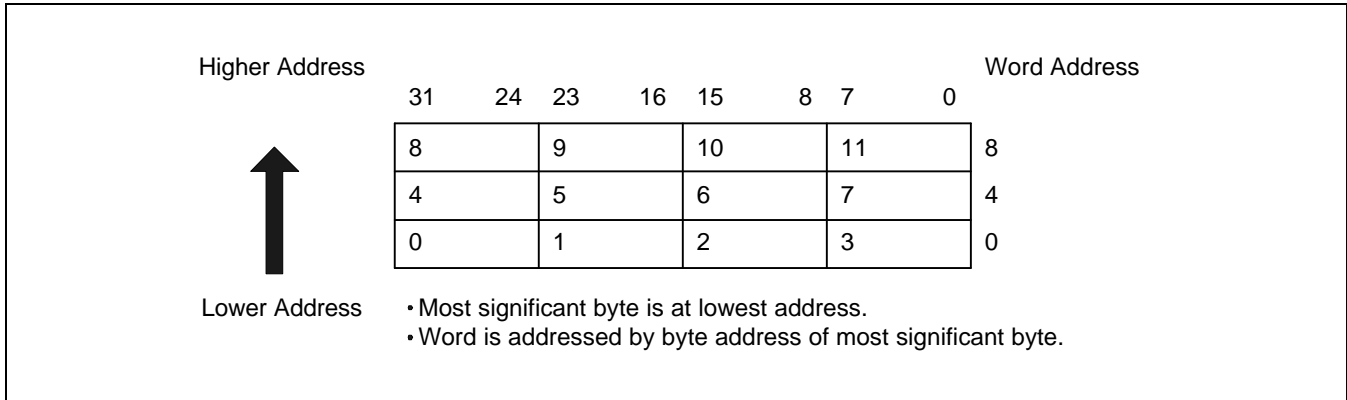 Higher Address Word Address
31 24 23 16 15 8 7 0
8 9 10 11 8
4 5 6 7 4
0 1 2 3 0
Lower Address
• Most significant byte is at lowest address.
• Word is addressed by byte address of most significant byte.